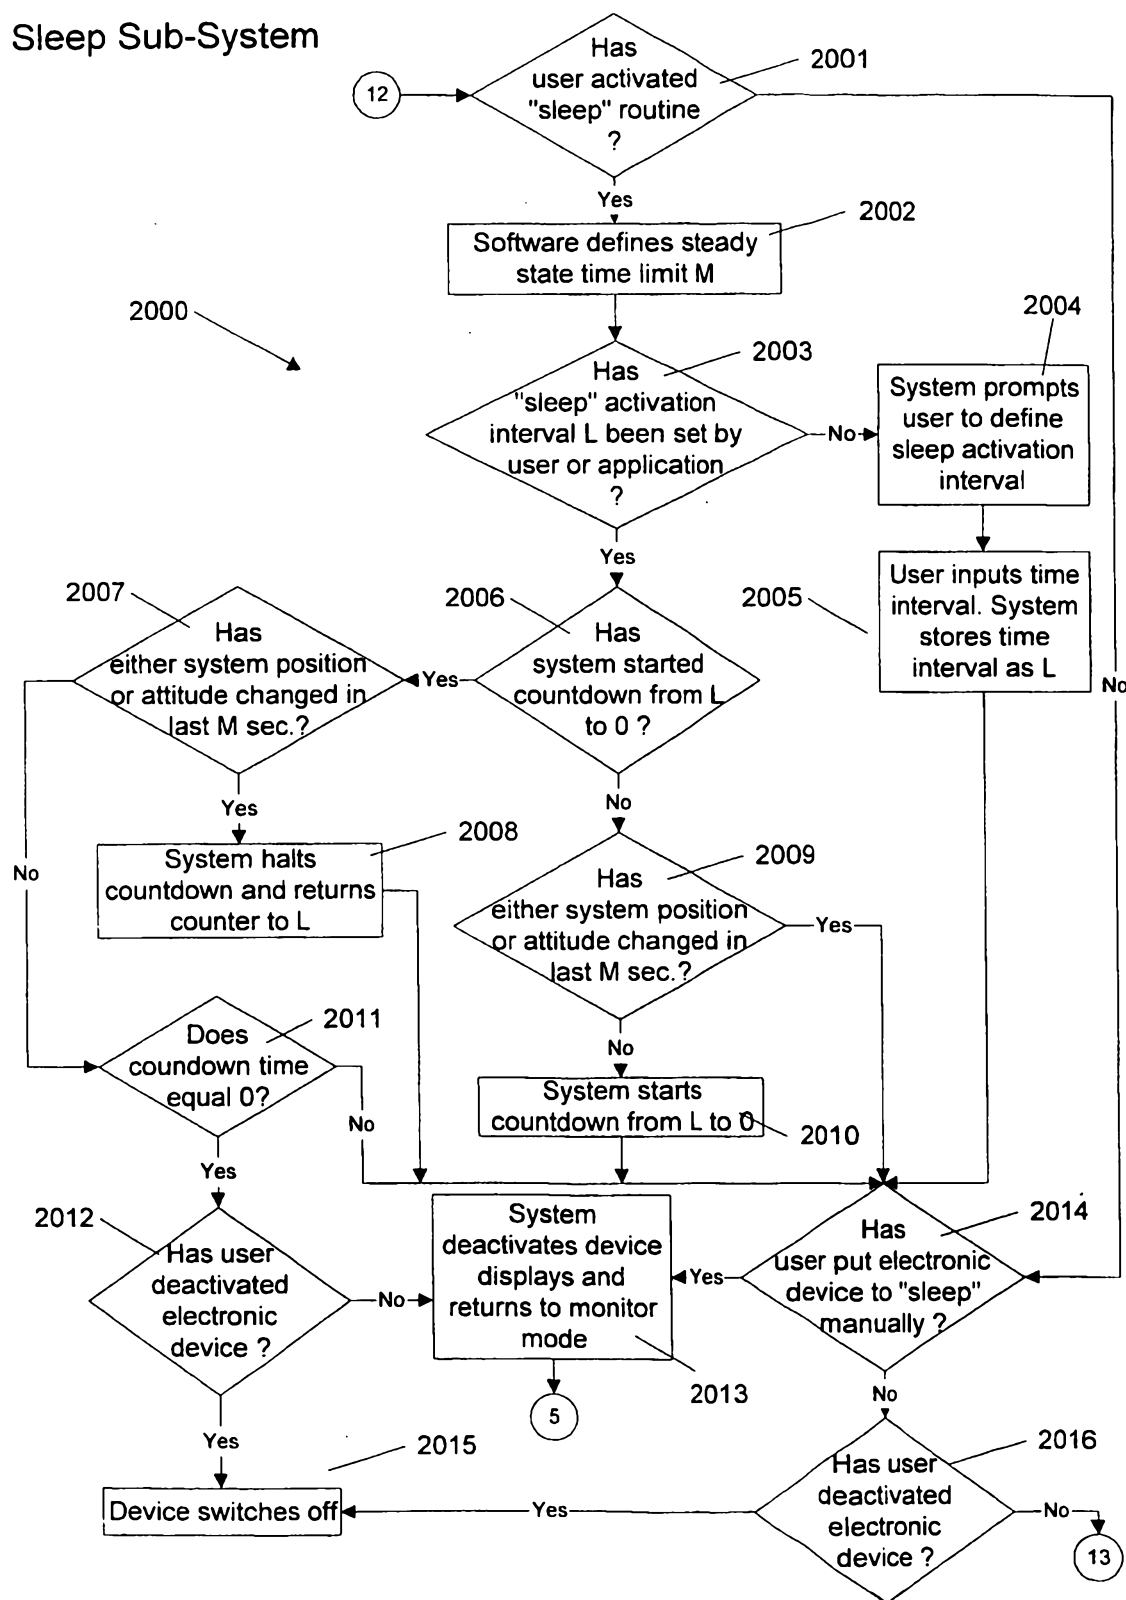 Sleep Sub-System
Has
user activated
"sleep" routine
?
2001
12
Yes
2002
Software defines steady
state time limit M
2000
2003
2004
Has
"sleep" activation
interval L been set by
user or application
?
No
System prompts
user to define
sleep activation
interval
Yes
2007
2006
2005
User inputs time
interval. System
stores time
interval as L
Has
either system position
or attitude changed in
last M sec.?
Yes
Has
system started
countdown from L
to 0 ?
No
Yes
No
2008
2009
System halts
countdown and returns
counter to L
No
Has
either system position
or attitude changed in
last M sec.?
Yes
2011
Does
coundown time
equal 0?
No
No
System starts
countdown from L to 0
2010
Yes
2012
Has user
deactivated
electronic
device ?
No
System
deactivates device
displays and
returns to monitor
mode
2013
Yes
2014
Has
user put electronic
device to "sleep"
manually ?
5
No
Yes
2015
2016
Device switches off
Yes
Has user
deactivated
electronic
device ?
No
13